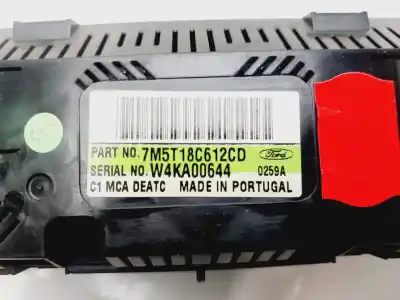 PART NO. 7M5T18C612CD Ford
SERIAL NO. W4KA00644 0259A
C1 MCA DEATC MADE IN PORTUGAL